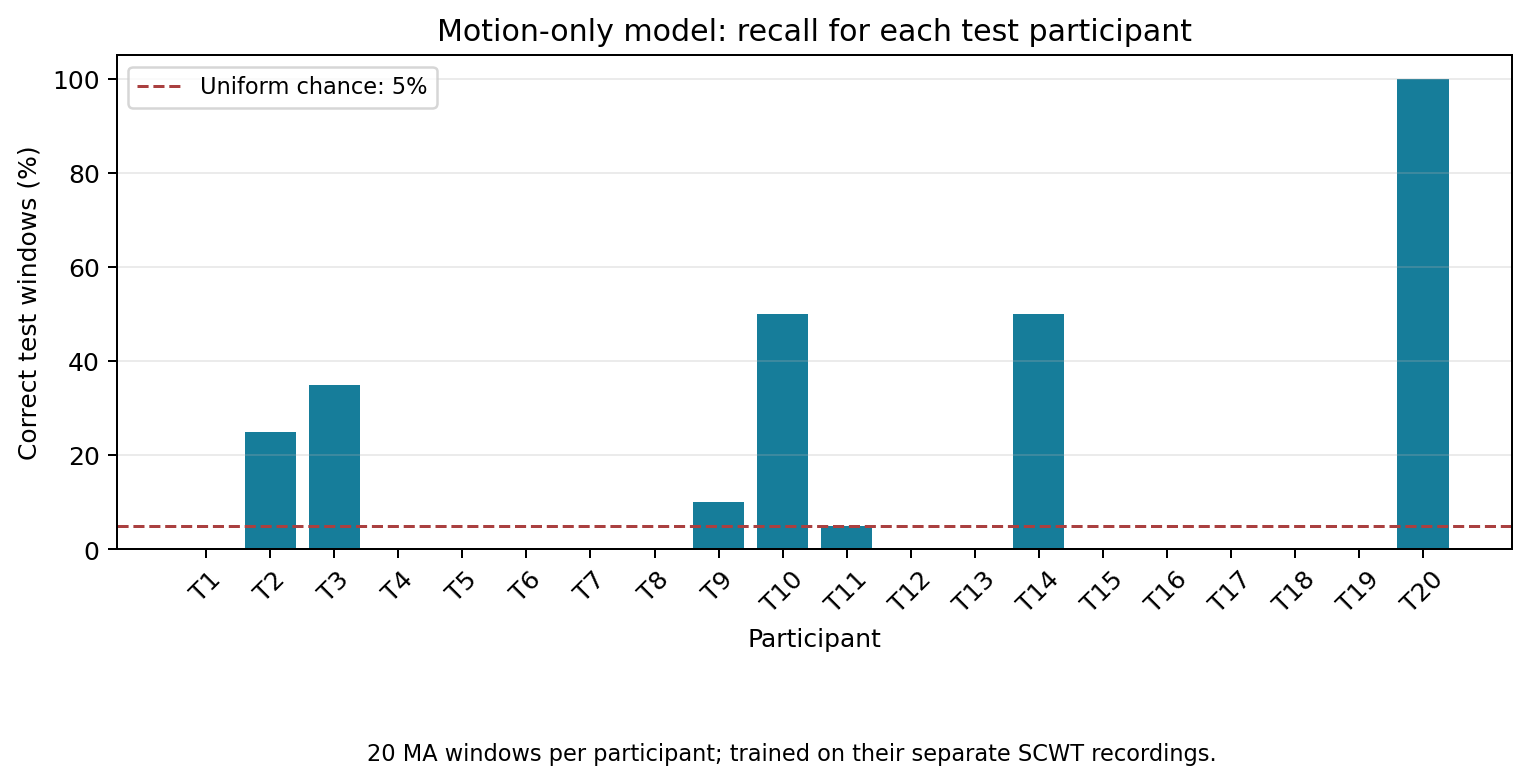 Motion-only model: recall for each test participant
Uniform chance: 5%
Correct test windows (%)
100
80
60
40
20
0
T1 T2 T3 T4 T5 T6 T7 T8 T9 T10 T11 T12 T13 T14 T15 T16 T17 T18 T19 T20
Participant
20 MA windows per participant; trained on their separate SCWT recordings.